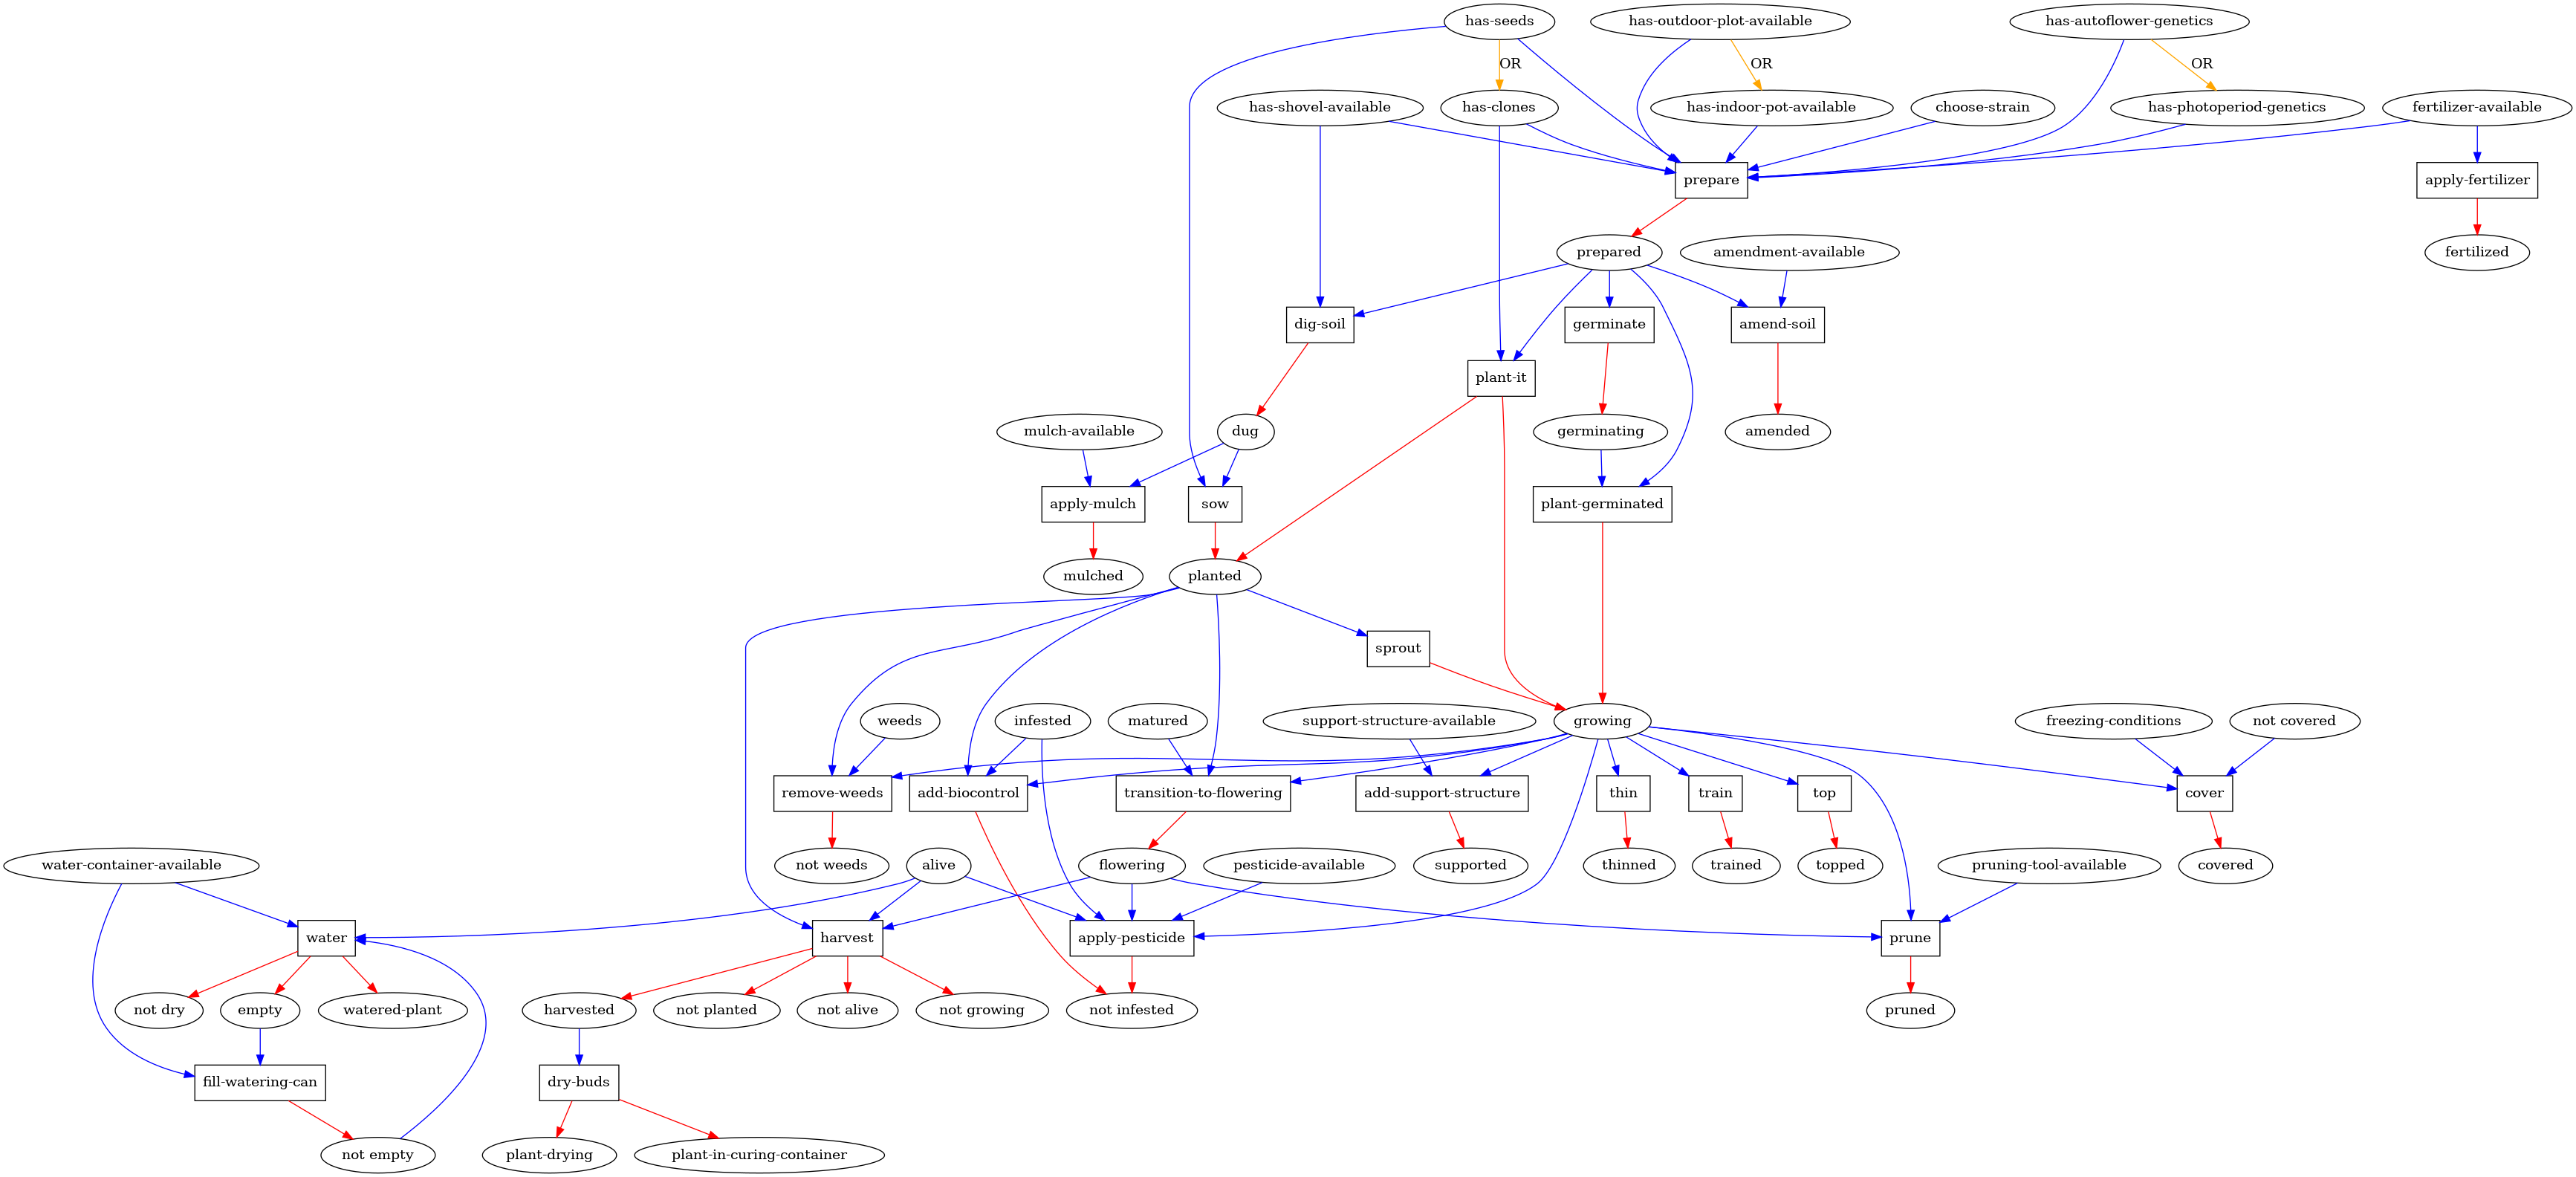 has-seeds
has-outdoor-plot-available
has-autoflower-genetics
OR
OR
OR
has-shovel-available
has-clones
has-indoor-pot-available
choose-strain
has-photoperiod-genetics
fertilizer-available
prepare
apply-fertilizer
prepared
amendment-available
fertilized
dig-soil
germinate
amend-soil
plant-it
mulch-available
dug
germinating
amended
apply-mulch
sow
plant-germinated
mulched
planted
sprout
weeds
infested
matured
support-structure-available
growing
freezing-conditions
not covered
remove-weeds
add-biocontrol
transition-to-flowering
add-support-structure
thin
train
top
cover
water-container-available
not weeds
alive
flowering
pesticide-available
supported
thinned
trained
topped
pruning-tool-available
covered
water
harvest
apply-pesticide
prune
not dry
empty
watered-plant
harvested
not planted
not alive
not growing
not infested
pruned
fill-watering-can
dry-buds
not empty
plant-drying
plant-in-curing-container